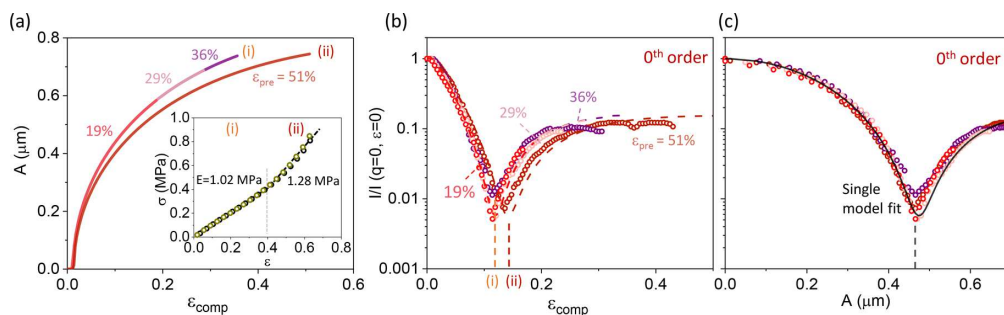 (a)
0.8
0.6
0.4
0.2
0.0
A (μm)
0.0 0.2 0.4 0.6
ε_comp
19%
29%
36%
(i)
(ii)
ε_pre = 51%
1.0
0.8
0.6
0.4
0.2
0.0
σ (MPa)
(i) (ii)
E=1.02 MPa
1.28 MPa
0.0 0.2 0.4 0.6 0.8
ε
(b)
1
0.1
0.01
0.001
I/I (q=0, ε=0)
0.0 0.2 0.4
ε_comp
0th order
29%
36%
ε_pre = 51%
19%
(i) (ii)
(c)
0th order
Single
model fit
0.0 0.2 0.4 0.6
A (μm)